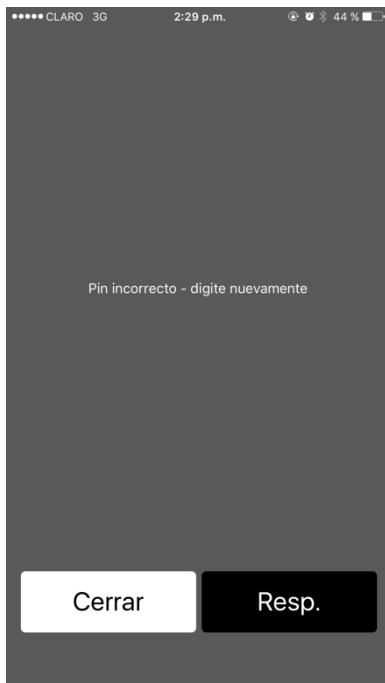 CLARO 3G 2:29 p.m. 44 %
Pin incorrecto - digite nuevamente
Cerrar Resp.